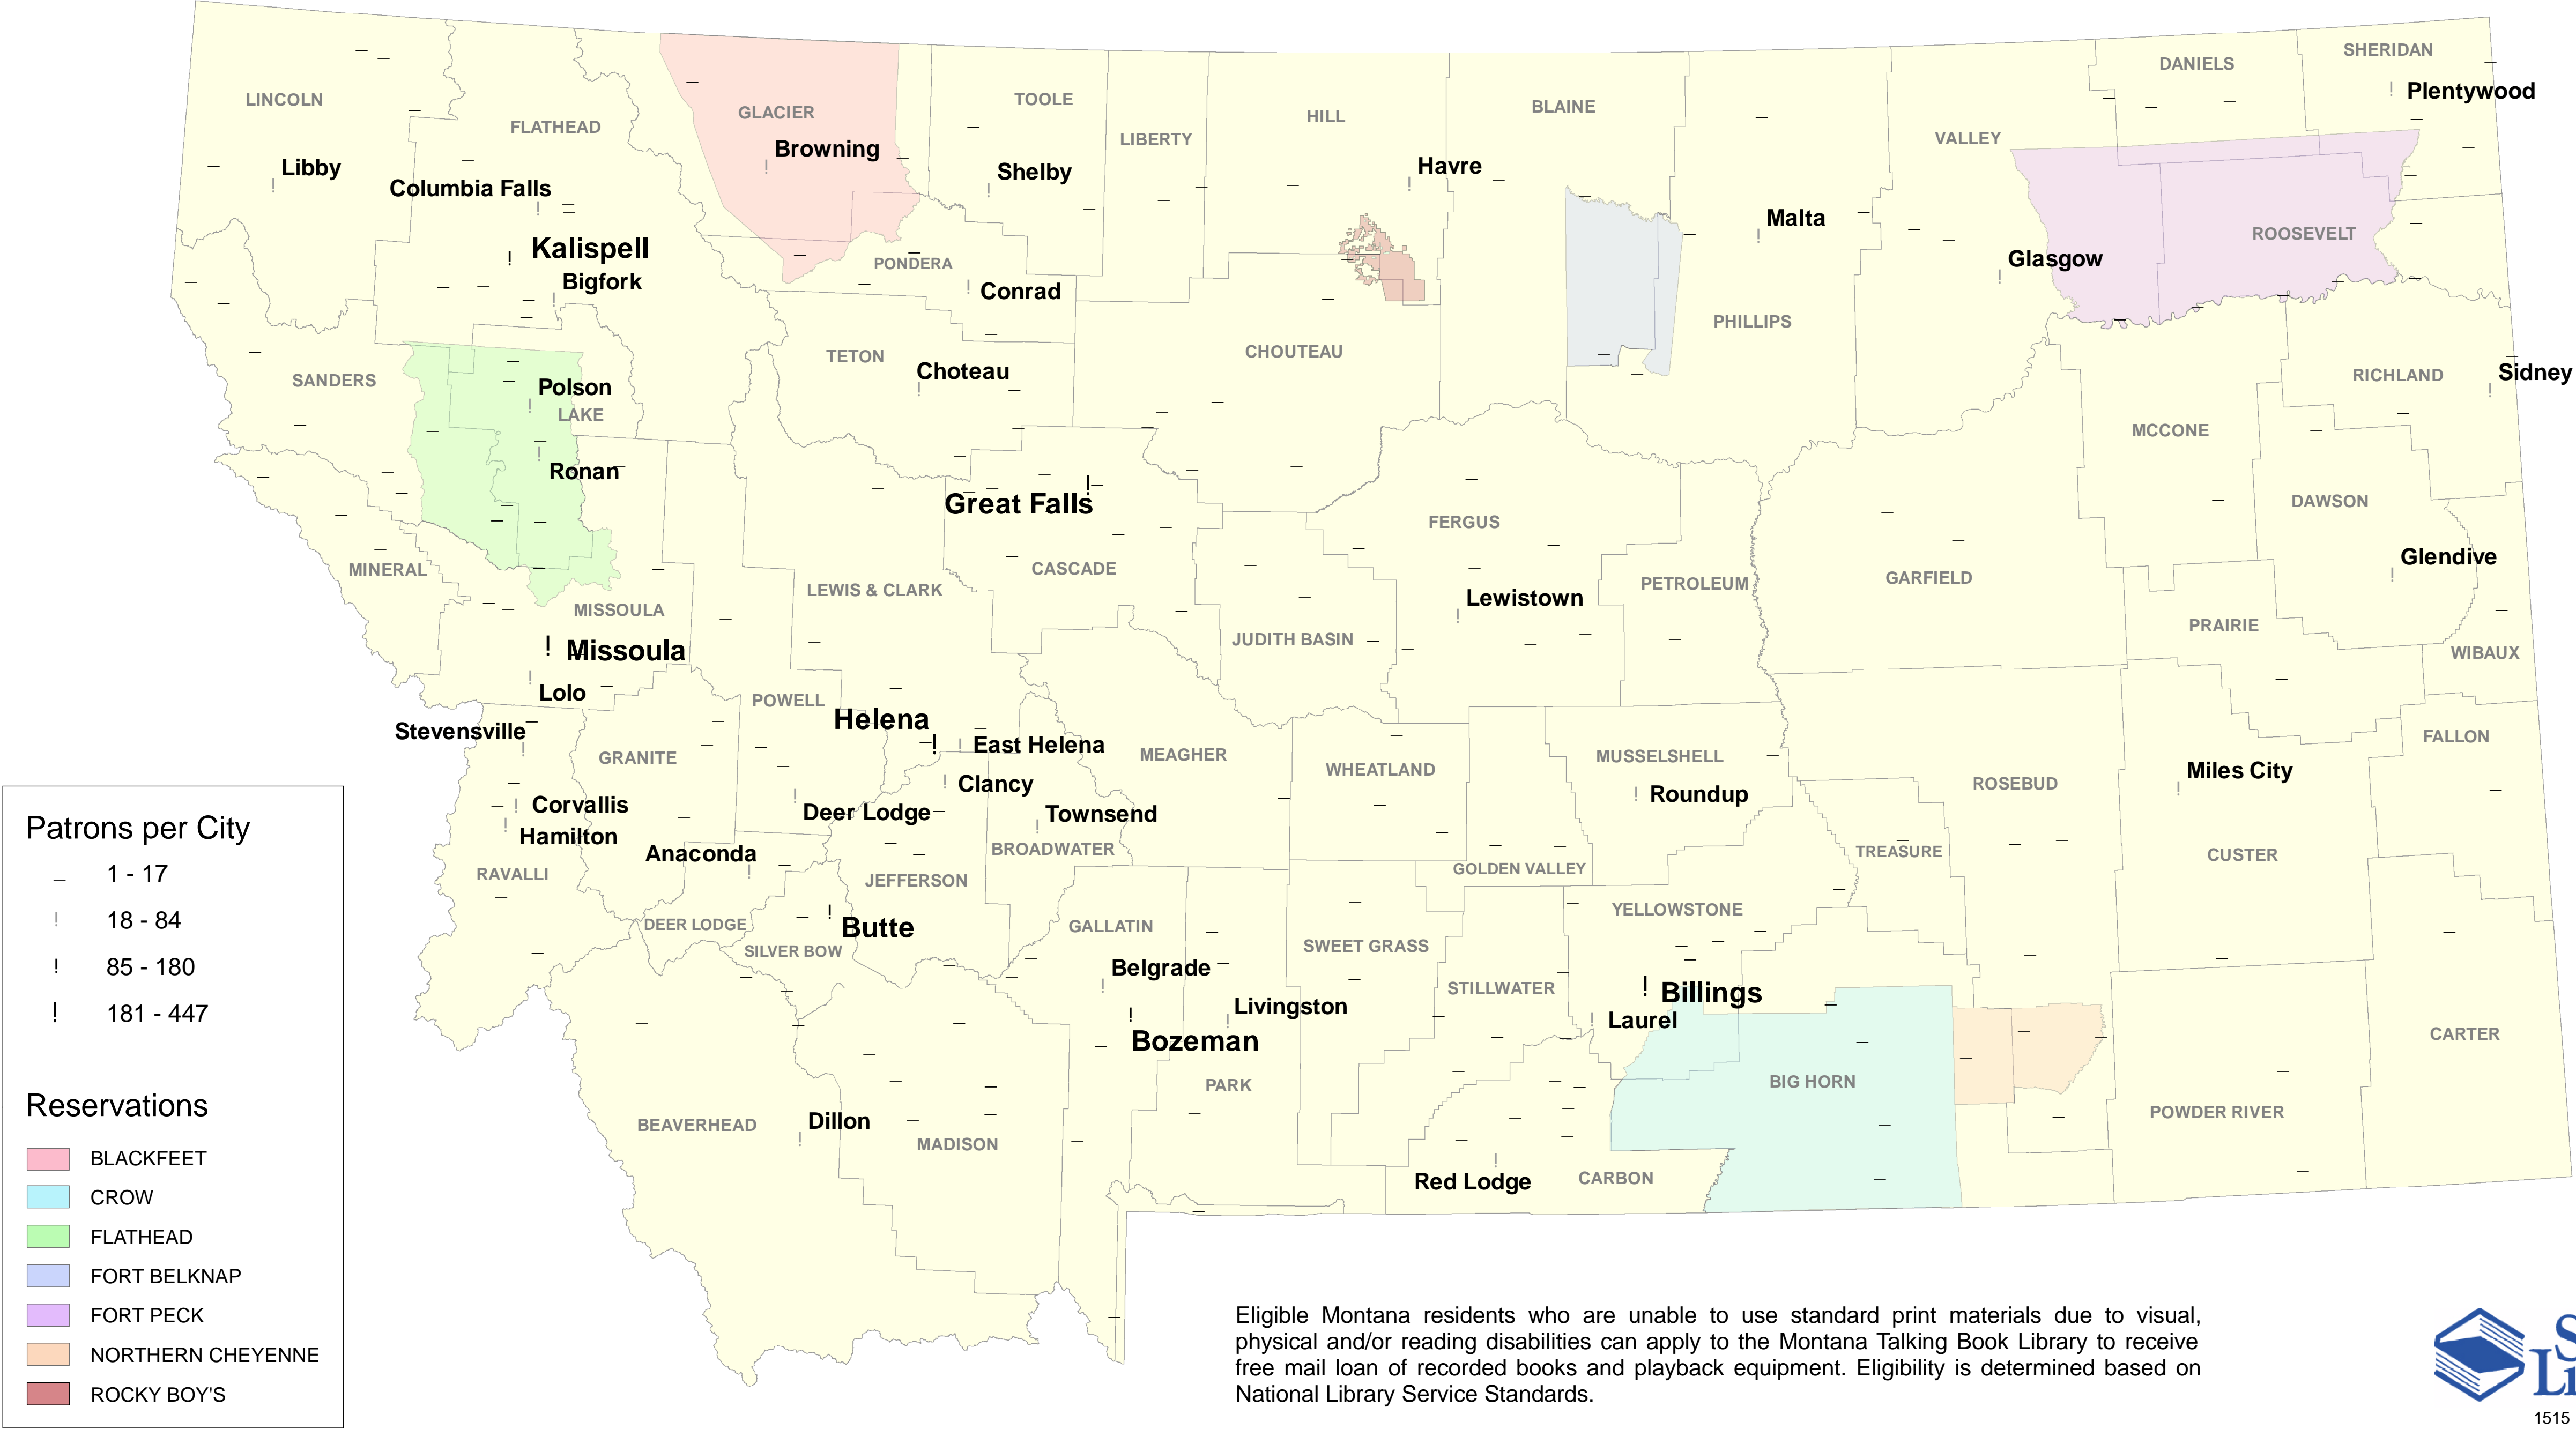 DANIELS
SHERIDAN
Plentywood
LINCOLN
FLATHEAD
GLACIER
TOOLE
LIBERTY
HILL
BLAINE
VALLEY
Browning
Libby
Columbia Falls
Shelby
Havre
Malta
ROOSEVELT
Kalispell
Bigfork
PONDERA
Conrad
Glasgow
PHILLIPS
TETON
Choteau
CHOUTEAU
SANDERS
Polson
LAKE
RICHLAND
Sidney
MCCONE
Ronan
Great Falls
FERGUS
DAWSON
Glendive
MINERAL
CASCADE
LEWIS & CLARK
Lewistown
PETROLEUM
GARFIELD
MISSOULA
JUDITH BASIN
PRAIRIE
WIBAUX
Missoula
Lolo
POWELL
Helena
Stevensville
East Helena
GRANITE
MEAGHER
WHEATLAND
MUSSELSHELL
FALLON
Miles City
ROSEBUD
Clancy
Roundup
Corvallis
Deer Lodge
Townsend
Hamilton
Anaconda
BROADWATER
TREASURE
CUSTER
RAVALLI
JEFFERSON
GOLDEN VALLEY
DEER LODGE
Butte
GALLATIN
YELLOWSTONE
SILVER BOW
SWEET GRASS
Belgrade
STILLWATER
Billings
Livingston
Laurel
Bozeman
CARTER
PARK
BIG HORN
BEAVERHEAD
Dillon
MADISON
POWDER RIVER
Red Lodge
CARBON
Patrons per City
1 - 17
18 - 84
85 - 180
181 - 447
Reservations
BLACKFEET
CROW
FLATHEAD
FORT BELKNAP
FORT PECK
NORTHERN CHEYENNE
ROCKY BOY'S
Eligible Montana residents who are unable to use standard print materials due to visual,
physical and/or reading disabilities can apply to the Montana Talking Book Library to receive
free mail loan of recorded books and playback equipment. Eligibility is determined based on
National Library Service Standards.
1515